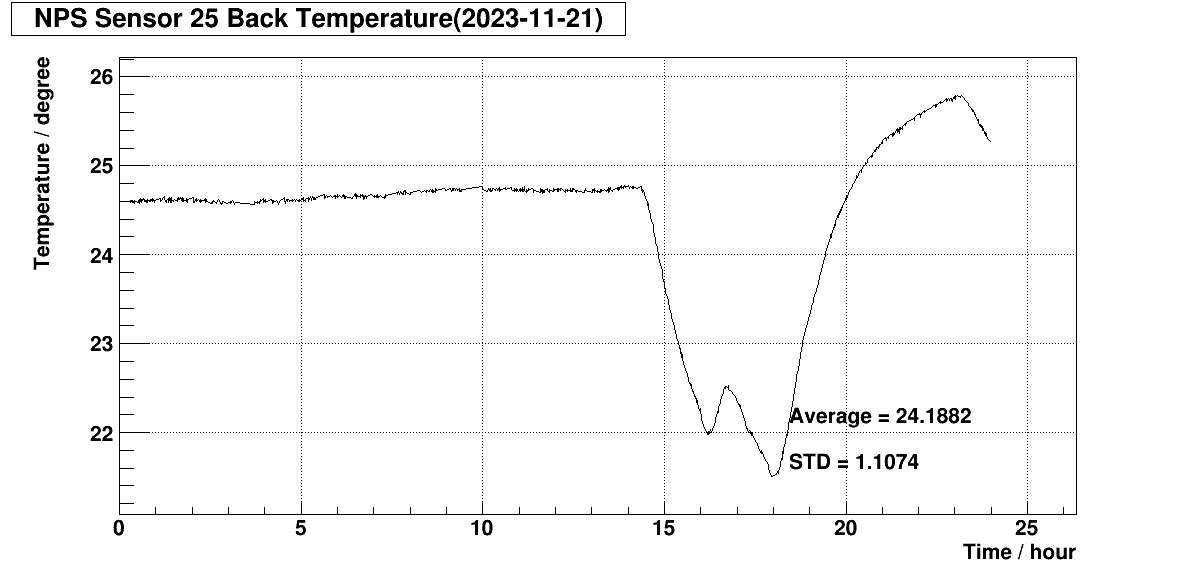 NPS Sensor 25 Back Temperature(2023-11-21)
Temperature / degree
26
25
24
23
22
Average = 24.1882
STD = 1.1074
0 5 10 15 20 25
Time / hour